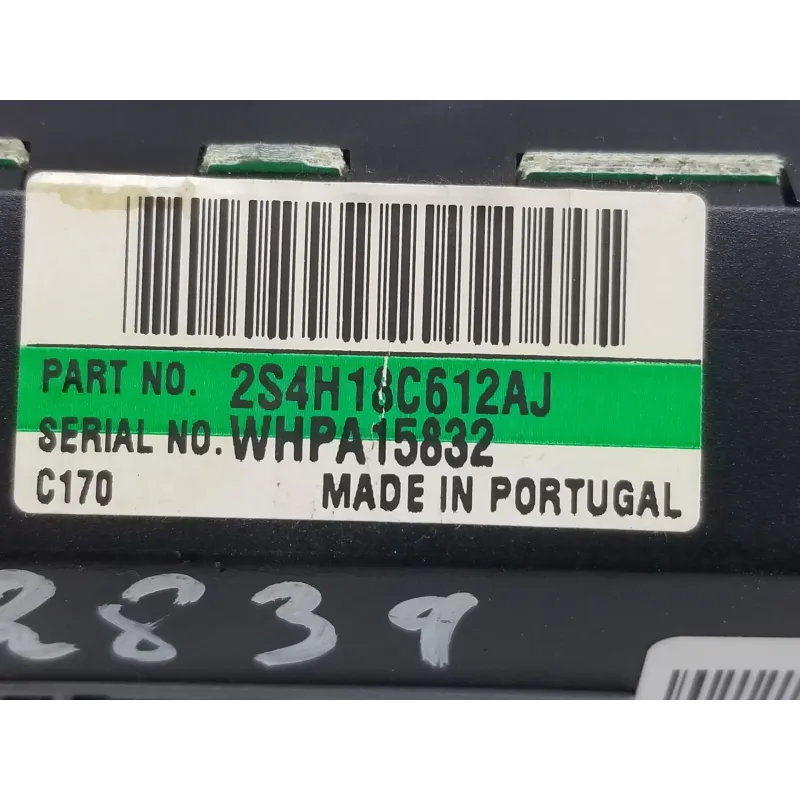 PART NO. 2S4H18C612AJ
SERIAL NO. WHPA15832
C170 MADE IN PORTUGAL
2839